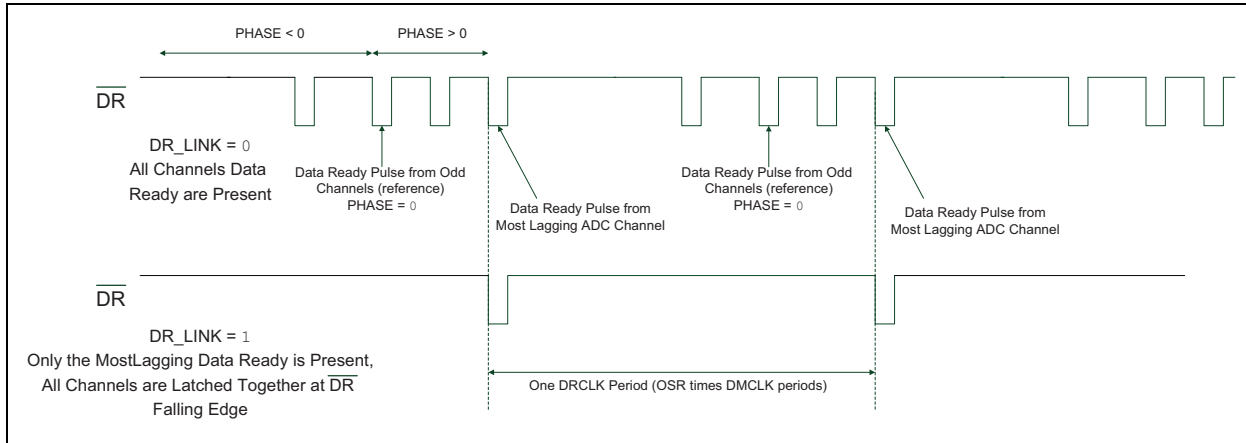 PHASE < 0
PHASE > 0
DR
DR_LINK = 0
All Channels Data
Ready are Present
Data Ready Pulse from Odd
Channels (reference)
PHASE = 0
Data Ready Pulse from
Most Lagging ADC Channel
Data Ready Pulse from Odd
Channels (reference)
PHASE = 0
Data Ready Pulse from
Most Lagging ADC Channel
DR
DR_LINK = 1
Only the MostLagging Data Ready is Present,
All Channels are Latched Together at DR
Falling Edge
One DRCLK Period (OSR times DMCLK periods)